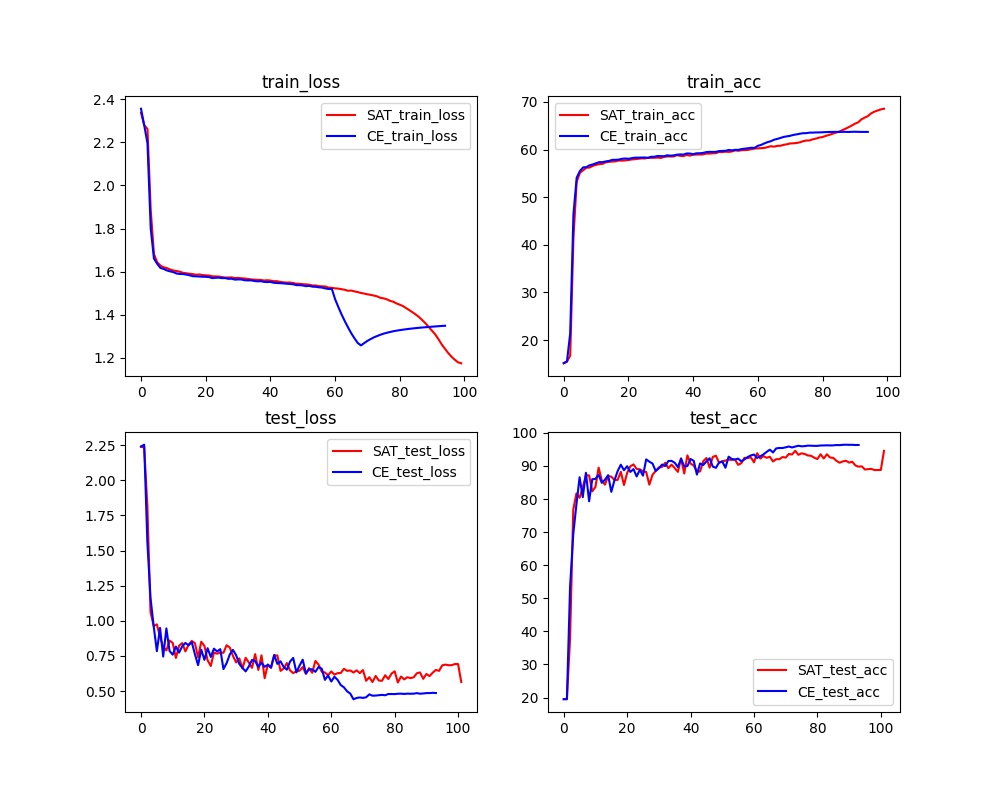 train_loss
2.4
2.2
2.0
1.8
1.6
1.4
1.2
0 20 40 60 80 100
SAT_train_loss
CE_train_loss
train_acc
70
60
50
40
30
20
0 20 40 60 80 100
SAT_train_acc
CE_train_acc
test_loss
2.25
2.00
1.75
1.50
1.25
1.00
0.75
0.50
0 20 40 60 80 100
SAT_test_loss
CE_test_loss
test_acc
100
90
80
70
60
50
40
30
20
0 20 40 60 80 100
SAT_test_acc
CE_test_acc